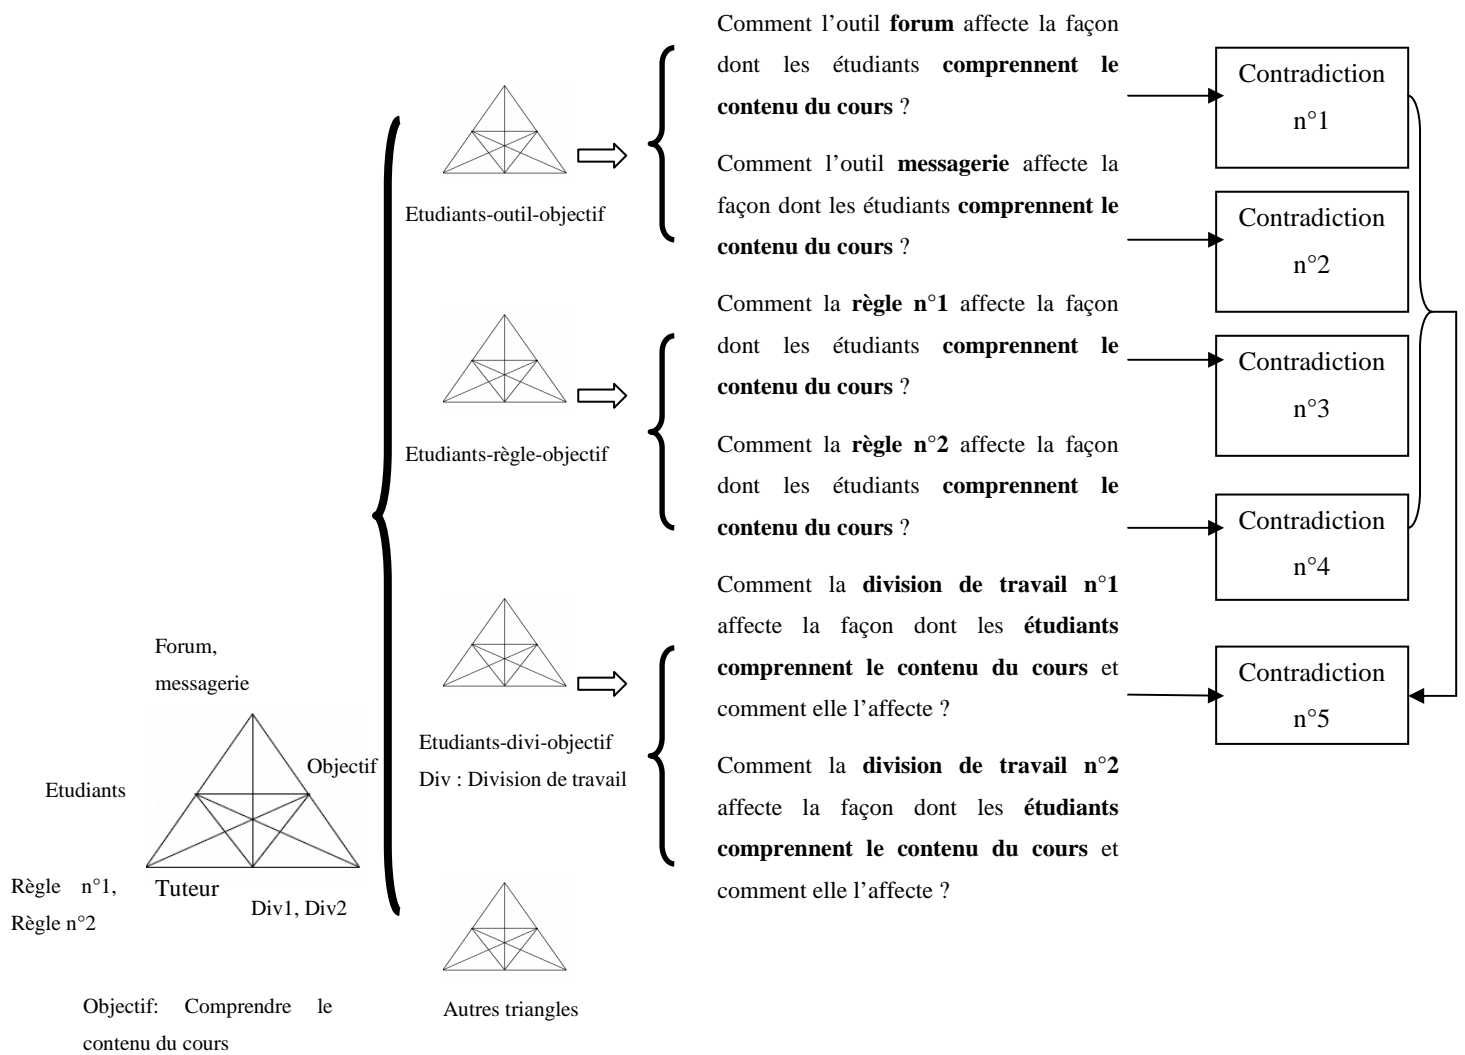 Forum,
messagerie
Etudiants
Objectif
Règle n°1,
Règle n°2
Tuteur
Div1, Div2
Objectif: Comprendre le
contenu du cours
Etudiants-outil-objectif
Etudiants-règle-objectif
Etudiants-divi-objectif
Div : Division de travail
Autres triangles
Comment l’outil forum affecte la façon
dont les étudiants comprennent le
contenu du cours ?
Comment l’outil messagerie affecte la
façon dont les étudiants comprennent le
contenu du cours ?
Comment la règle n°1 affecte la façon
dont les étudiants comprennent le
contenu du cours ?
Comment la règle n°2 affecte la façon
dont les étudiants comprennent le
contenu du cours ?
Comment la division de travail n°1
affecte la façon dont les étudiants
comprennent le contenu du cours et
comment elle l’affecte ?
Comment la division de travail n°2
affecte la façon dont les étudiants
comprennent le contenu du cours et
comment elle l’affecte ?
Contradiction
n°1
Contradiction
n°2
Contradiction
n°3
Contradiction
n°4
Contradiction
n°5